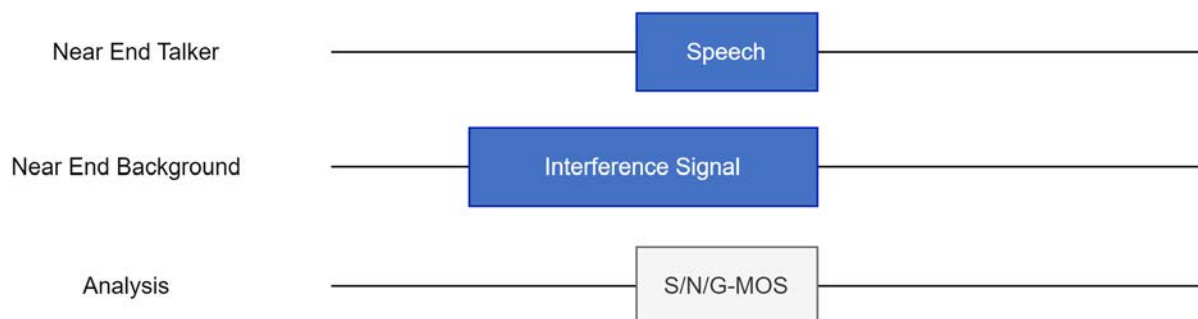 Near End Talker
Speech
Near End Background
Interference Signal
Analysis
S/N/G-MOS